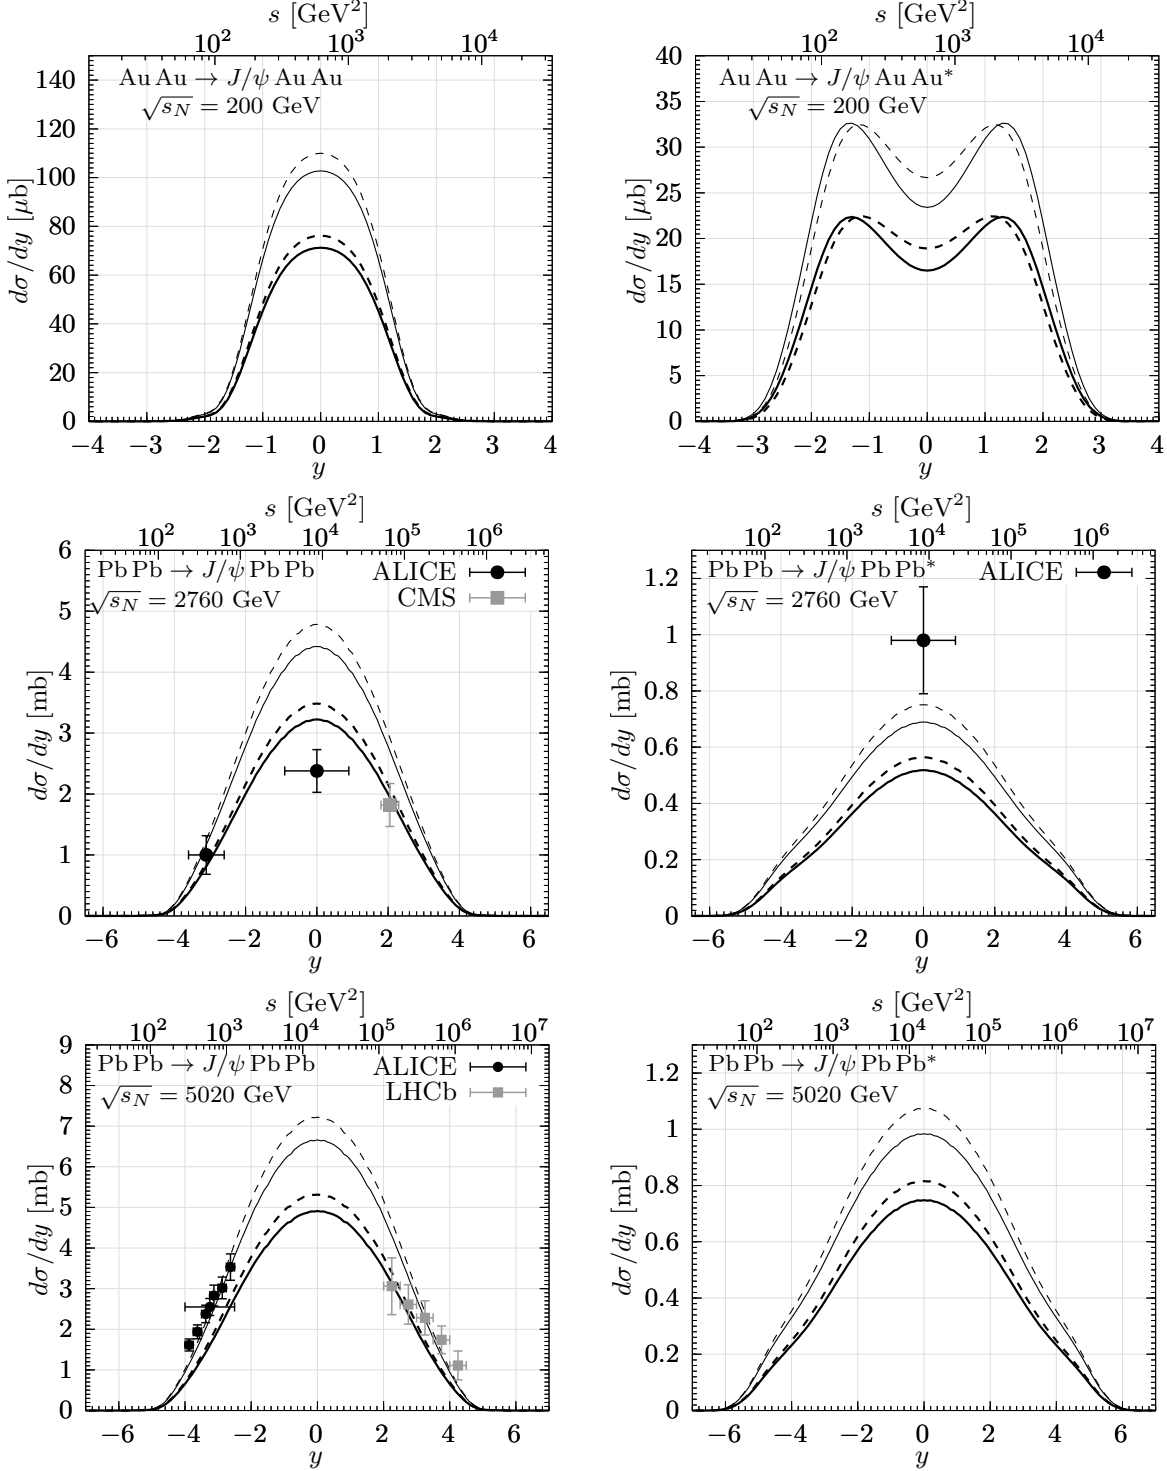 s [GeV²]
10² 10³ 10⁴
140
120
100
80
60
40
20
0
dσ/dy [μb]
Au Au → J/ψ Au Au
√s_N = 200 GeV
−4 −3 −2 −1 0 1 2 3 4
y
s [GeV²]
10² 10³ 10⁴
40
35
30
25
20
15
10
5
0
dσ/dy [μb]
Au Au → J/ψ Au Au*
√s_N = 200 GeV
−4 −3 −2 −1 0 1 2 3 4
y
s [GeV²]
10² 10³ 10⁴ 10⁵ 10⁶
6
5
4
3
2
1
0
dσ/dy [mb]
Pb Pb → J/ψ Pb Pb
√s_N = 2760 GeV
ALICE
CMS
−6 −4 −2 0 2 4 6
y
s [GeV²]
10² 10³ 10⁴ 10⁵ 10⁶
1.2
1
0.8
0.6
0.4
0.2
0
dσ/dy [mb]
Pb Pb → J/ψ Pb Pb*
√s_N = 2760 GeV
ALICE
−6 −4 −2 0 2 4 6
y
s [GeV²]
10² 10³ 10⁴ 10⁵ 10⁶ 10⁷
9
8
7
6
5
4
3
2
1
0
dσ/dy [mb]
Pb Pb → J/ψ Pb Pb
√s_N = 5020 GeV
ALICE
LHCb
−6 −4 −2 0 2 4 6
y
s [GeV²]
10² 10³ 10⁴ 10⁵ 10⁶ 10⁷
1.2
1
0.8
0.6
0.4
0.2
0
dσ/dy [mb]
Pb Pb → J/ψ Pb Pb*
√s_N = 5020 GeV
−6 −4 −2 0 2 4 6
y